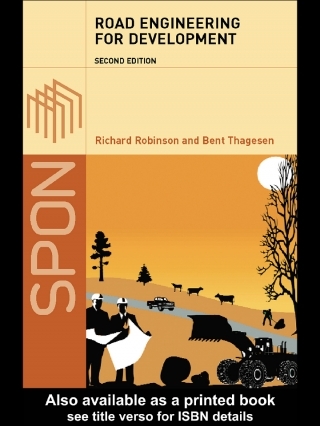 ROAD ENGINEERING
FOR DEVELOPMENT
SECOND EDITION
Richard Robinson and Bent Thagesen
SPON
Also available as a printed book
see title verso for ISBN details